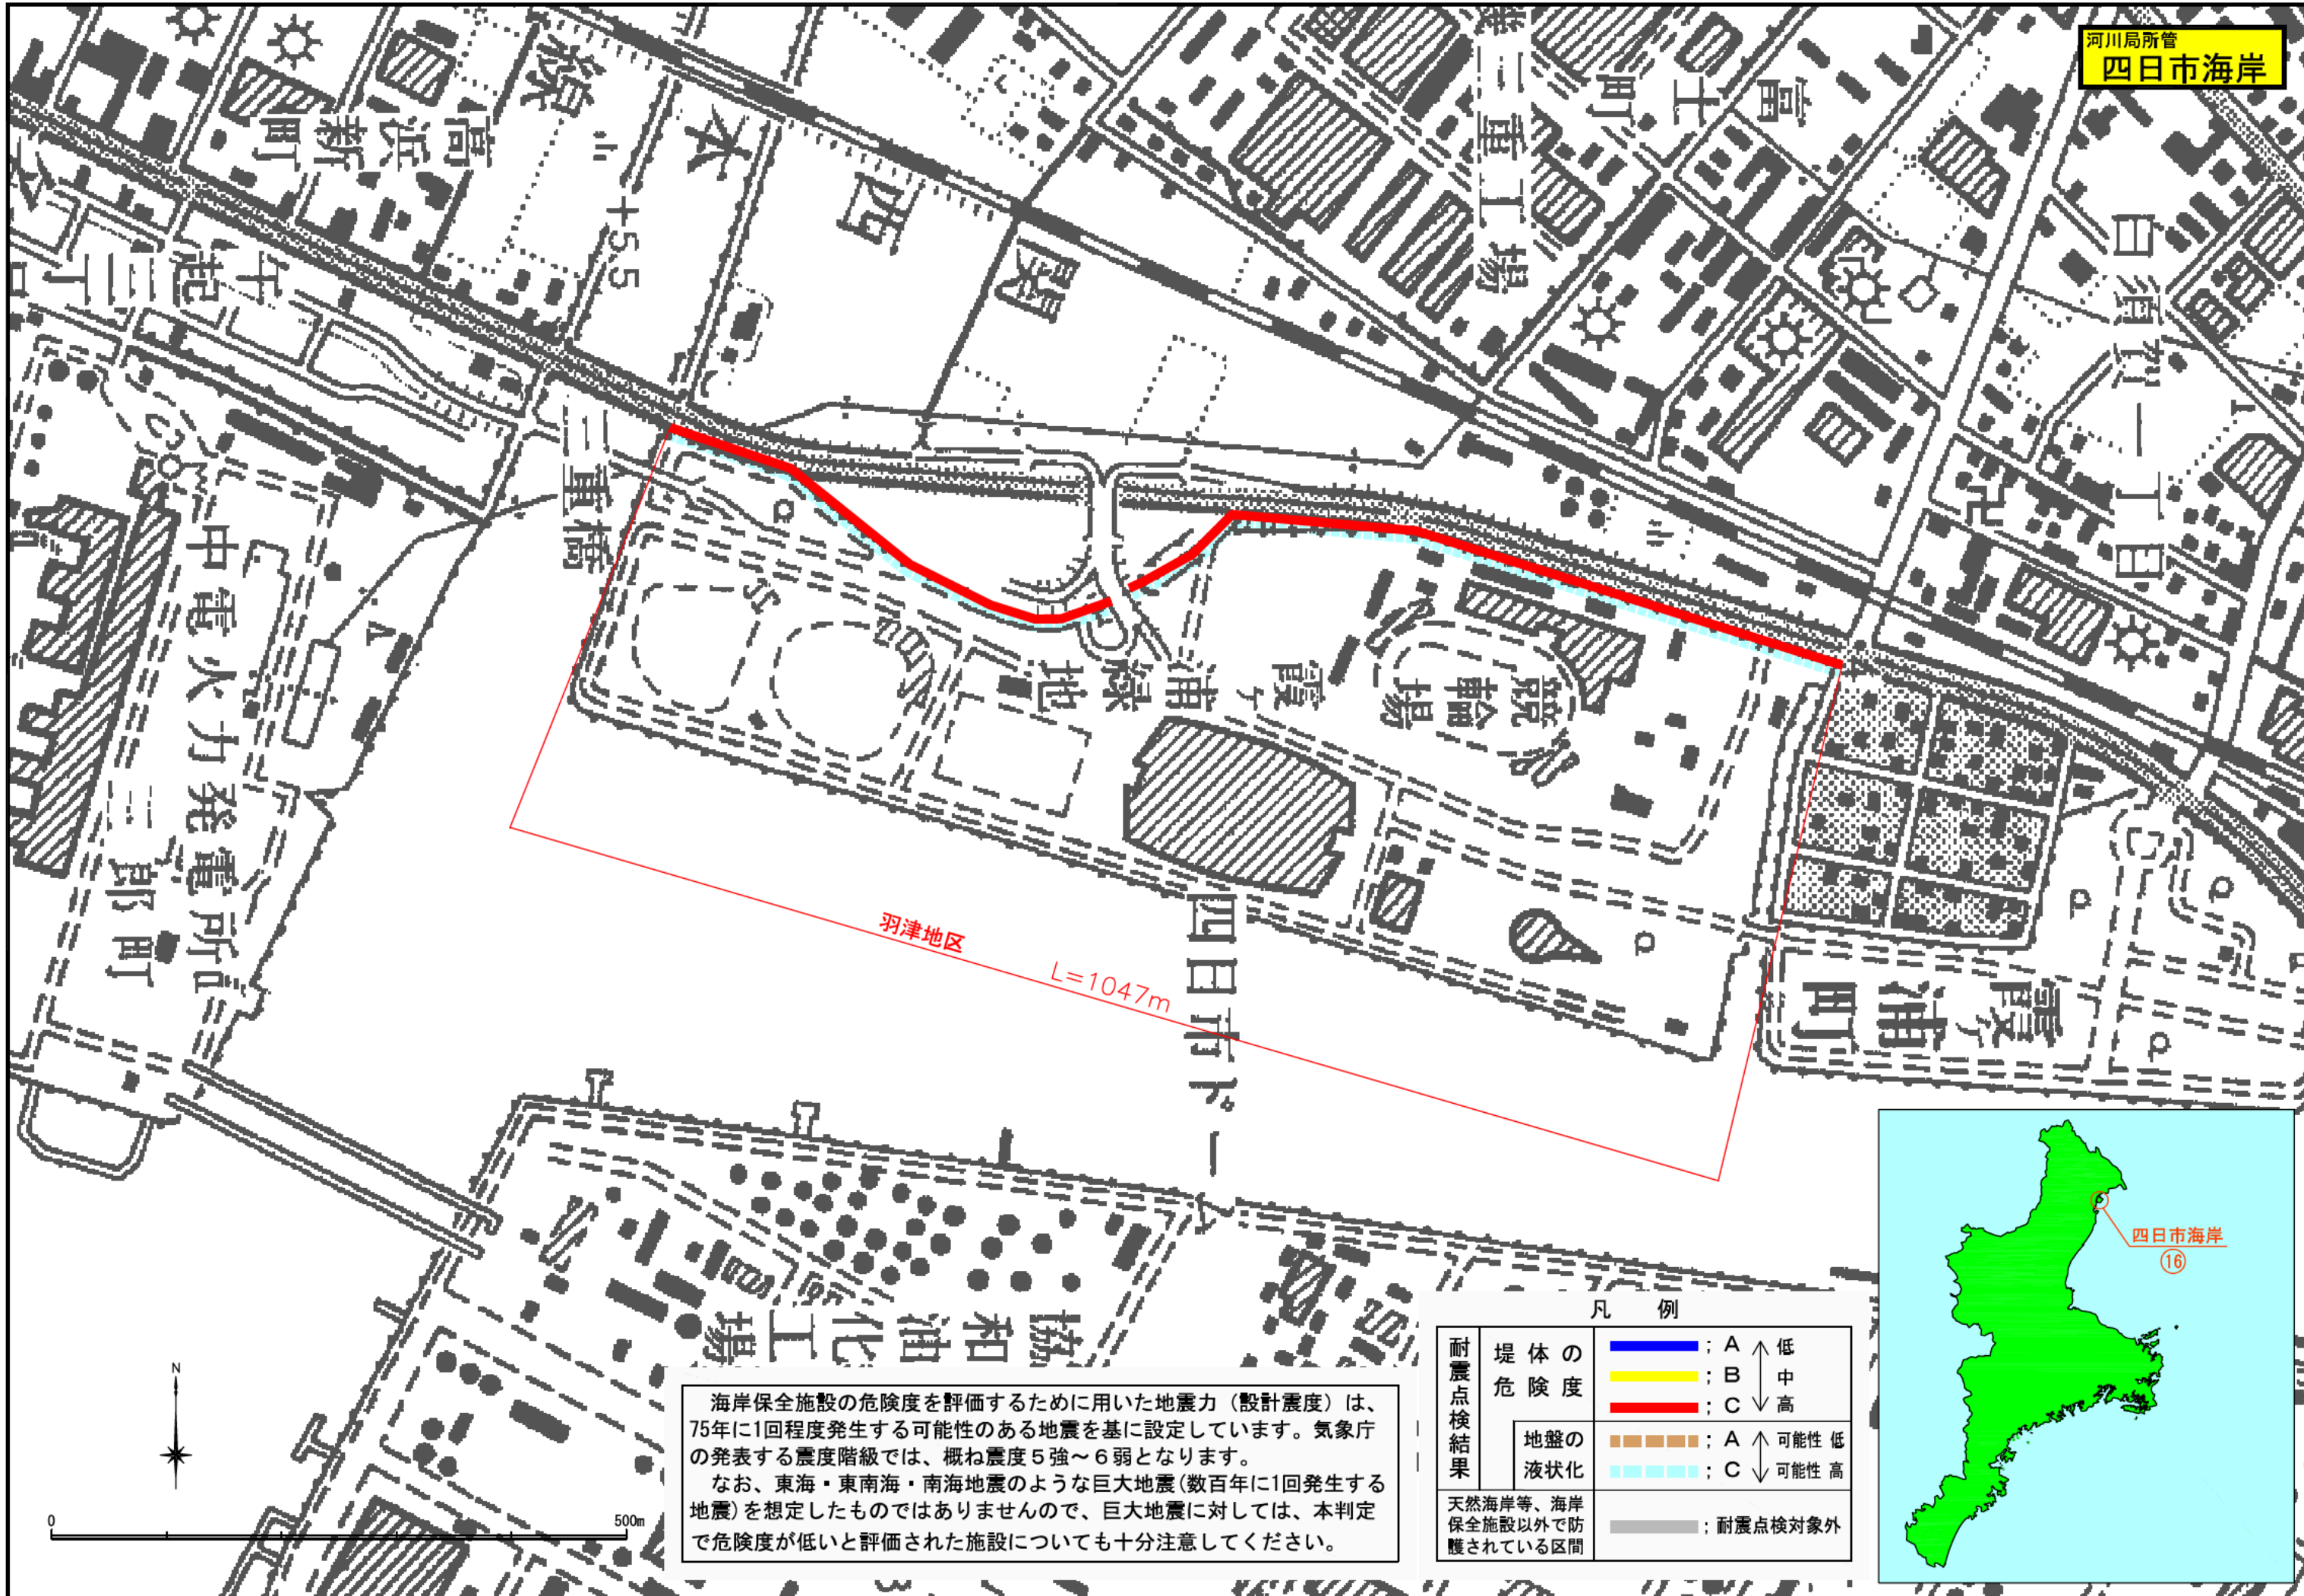 河川局所管
四日市海岸
高浜新町
線
本
西
関
+5.5
三重工場
富士町
白須賀一丁目
午起三丁目
三重橋
中電火力発電所
三郎町
霞ヶ浦緑地
競輪場
霞ヶ浦町
羽津地区
L=1047m
四日市ドー
協和油化工場
N
0
500m
海岸保全施設の危険度を評価するために用いた地震力（設計震度）は、
75年に1回程度発生する可能性のある地震を基に設定しています。気象庁
の発表する震度階級では、概ね震度５強～６弱となります。
なお、東海・東南海・南海地震のような巨大地震(数百年に1回発生する
地震)を想定したものではありませんので、巨大地震に対しては、本判定
で危険度が低いと評価された施設についても十分注意してください。
凡 例
耐震点検結果
堤体の
危険度
; A 低
; B 中
; C 高
地盤の
液状化
; A 可能性 低
; C 可能性 高
天然海岸等、海岸
保全施設以外で防
護されている区間
; 耐震点検対象外
四日市海岸
⑯